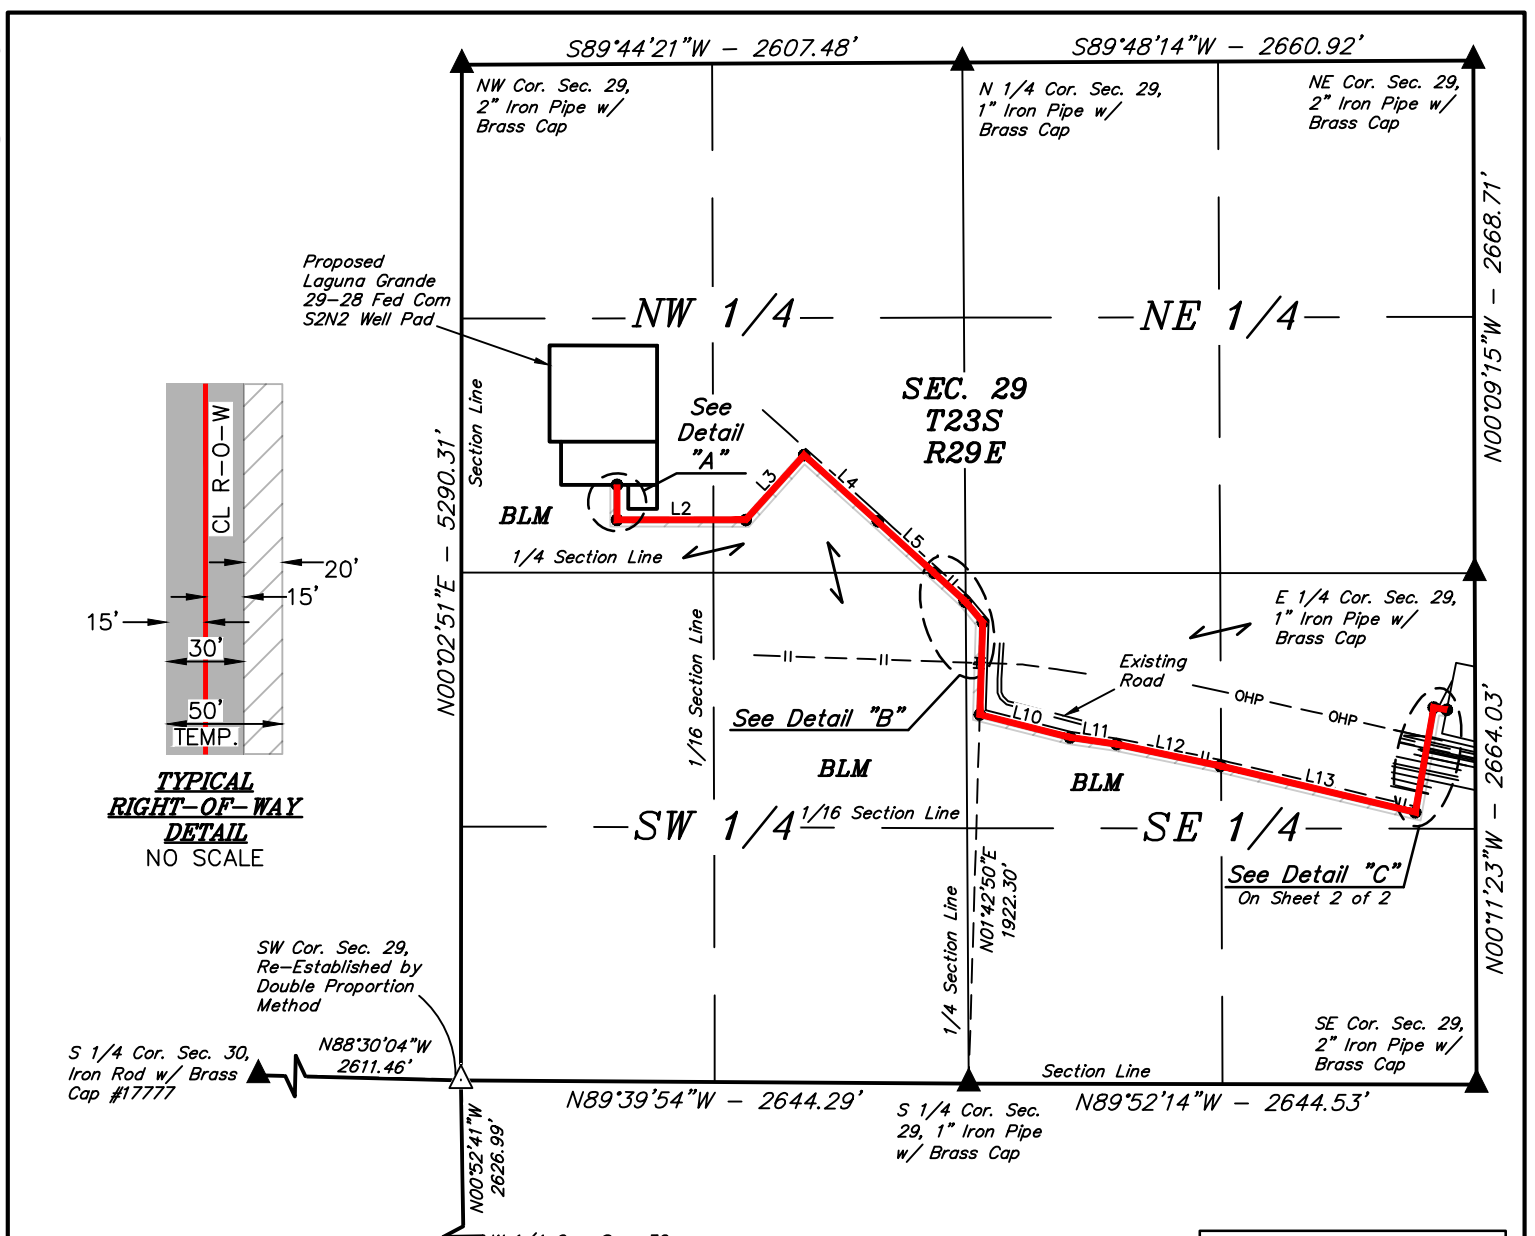 S89°44'21"W - 2607.48'
S89°48'14"W - 2660.92'
NW Cor. Sec. 29,
2" Iron Pipe w/
Brass Cap
N 1/4 Cor. Sec. 29,
1" Iron Pipe w/
Brass Cap
NE Cor. Sec. 29,
2" Iron Pipe w/
Brass Cap
N00°09'15"W - 2668.71'
Proposed
Laguna Grande
29-28 Fed Com
S2N2 Well Pad
NW 1/4
NE 1/4
Section Line
N00°02'51"E - 5290.31'
SEC. 29
T23S
R29E
See
Detail
"A"
L2
L3
L4
L5
BLM
1/4 Section Line
CL R-O-W
20'
15'
15'
30'
50'
TEMP.
TYPICAL
RIGHT-OF-WAY
DETAIL
NO SCALE
E 1/4 Cor. Sec. 29,
1" Iron Pipe w/
Brass Cap
1/16 Section Line
Existing
Road
OHP
OHP
See Detail "B"
L10
L11
L12
L13
BLM
BLM
N00°11'23"W - 2664.03'
SW 1/4
1/16 Section Line
SE 1/4
See Detail "C"
On Sheet 2 of 2
N01°42'50"E
1922.30'
1/4 Section Line
SW Cor. Sec. 29,
Re-Established by
Double Proportion
Method
S 1/4 Cor. Sec. 30,
Iron Rod w/ Brass
Cap #17777
N88°30'04"W
2611.46'
SE Cor. Sec. 29,
2" Iron Pipe w/
Brass Cap
Section Line
N89°39'54"W - 2644.29'
N89°52'14"W - 2644.53'
S 1/4 Cor. Sec.
29, 1" Iron Pipe
w/ Brass Cap
N00°52'41"W
2626.99'